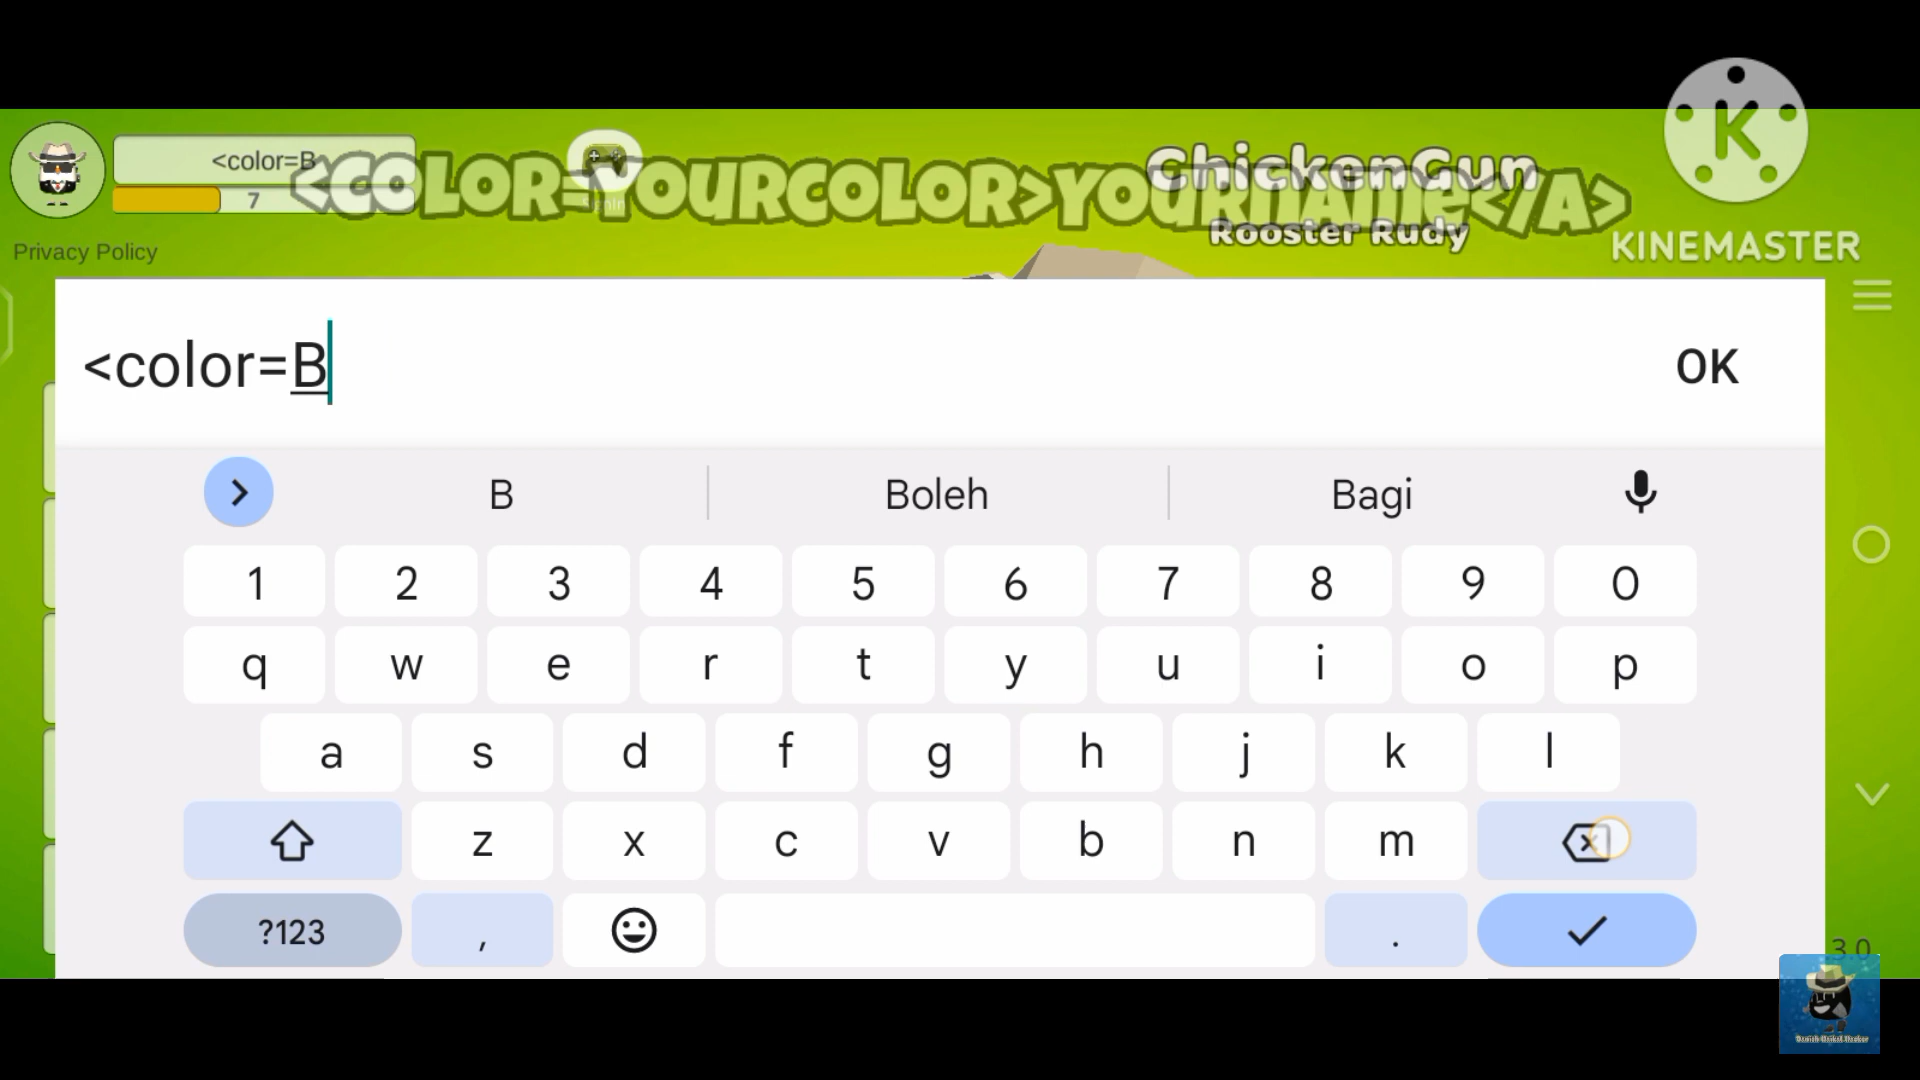 <color=B
7
<COLOR=YOURCOLOR>YOURNAME</A>
SignIn
ChickenGun
Rooster Rudy
KINEMASTER
Privacy Policy
<color=B
OK
B Boleh Bagi
1 2 3 4 5 6 7 8 9 0
q w e r t y u i o p
a s d f g h j k l
z x c v b n m
?123 , .
3.0